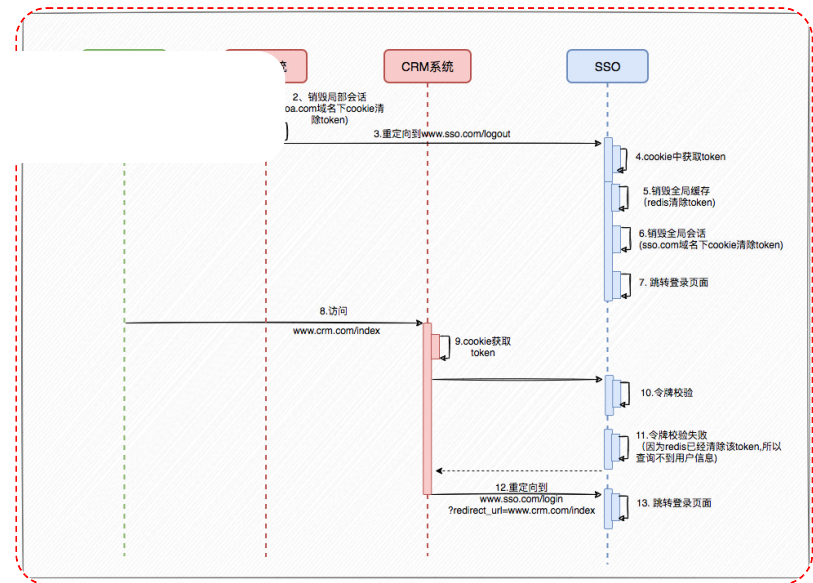 CRM系统
SSO
2、销毁局部会话
oa.com域名下cookie清
除token)
3.重定向到www.sso.com/logout
4.cookie中获取token
5.销毁全局缓存
(redis清除token)
6.销毁全局会话
(sso.com域名下cookie清除token)
7. 跳转登录页面
8.访问
www.crm.com/index
9.cookie获取
token
10.令牌校验
11.令牌校验失败
（因为redis已经清除该token,所以
查询不到用户信息)
12.重定向到
www.sso.com/login
?redirect_url=www.crm.com/index
13. 跳转登录页面